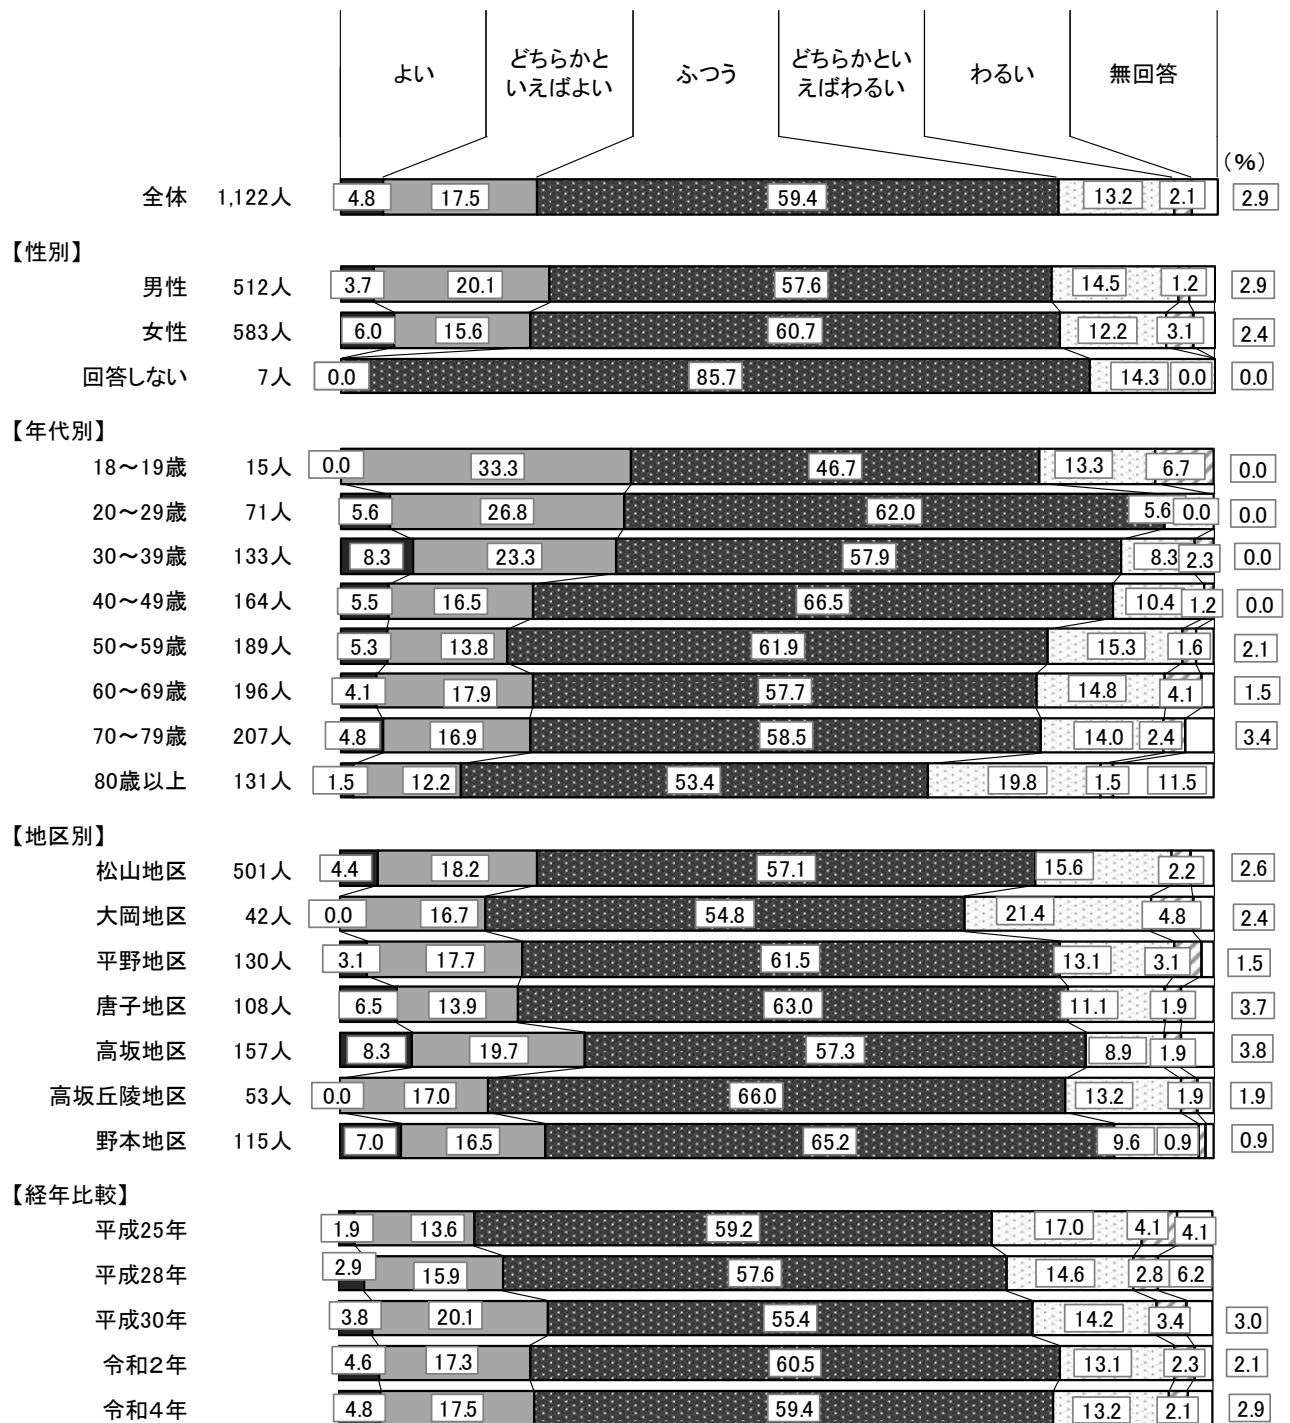 よい
どちらかと
いえばよい
ふつう
どちらかとい
えばわるい
わるい
無回答
(%)
全体 1,122人 4.8 17.5 59.4 13.2 2.1 2.9
【性別】
男性 512人 3.7 20.1 57.6 14.5 1.2 2.9
女性 583人 6.0 15.6 60.7 12.2 3.1 2.4
回答しない 7人 0.0 85.7 14.3 0.0 0.0
【年代別】
18～19歳 15人 0.0 33.3 46.7 13.3 6.7 0.0
20～29歳 71人 5.6 26.8 62.0 5.6 0.0 0.0
30～39歳 133人 8.3 23.3 57.9 8.3 2.3 0.0
40～49歳 164人 5.5 16.5 66.5 10.4 1.2 0.0
50～59歳 189人 5.3 13.8 61.9 15.3 1.6 2.1
60～69歳 196人 4.1 17.9 57.7 14.8 4.1 1.5
70～79歳 207人 4.8 16.9 58.5 14.0 2.4 3.4
80歳以上 131人 1.5 12.2 53.4 19.8 1.5 11.5
【地区別】
松山地区 501人 4.4 18.2 57.1 15.6 2.2 2.6
大岡地区 42人 0.0 16.7 54.8 21.4 4.8 2.4
平野地区 130人 3.1 17.7 61.5 13.1 3.1 1.5
唐子地区 108人 6.5 13.9 63.0 11.1 1.9 3.7
高坂地区 157人 8.3 19.7 57.3 8.9 1.9 3.8
高坂丘陵地区 53人 0.0 17.0 66.0 13.2 1.9 1.9
野本地区 115人 7.0 16.5 65.2 9.6 0.9 0.9
【経年比較】
平成25年 1.9 13.6 59.2 17.0 4.1 4.1
平成28年 2.9 15.9 57.6 14.6 2.8 6.2
平成30年 3.8 20.1 55.4 14.2 3.4 3.0
令和2年 4.6 17.3 60.5 13.1 2.3 2.1
令和4年 4.8 17.5 59.4 13.2 2.1 2.9